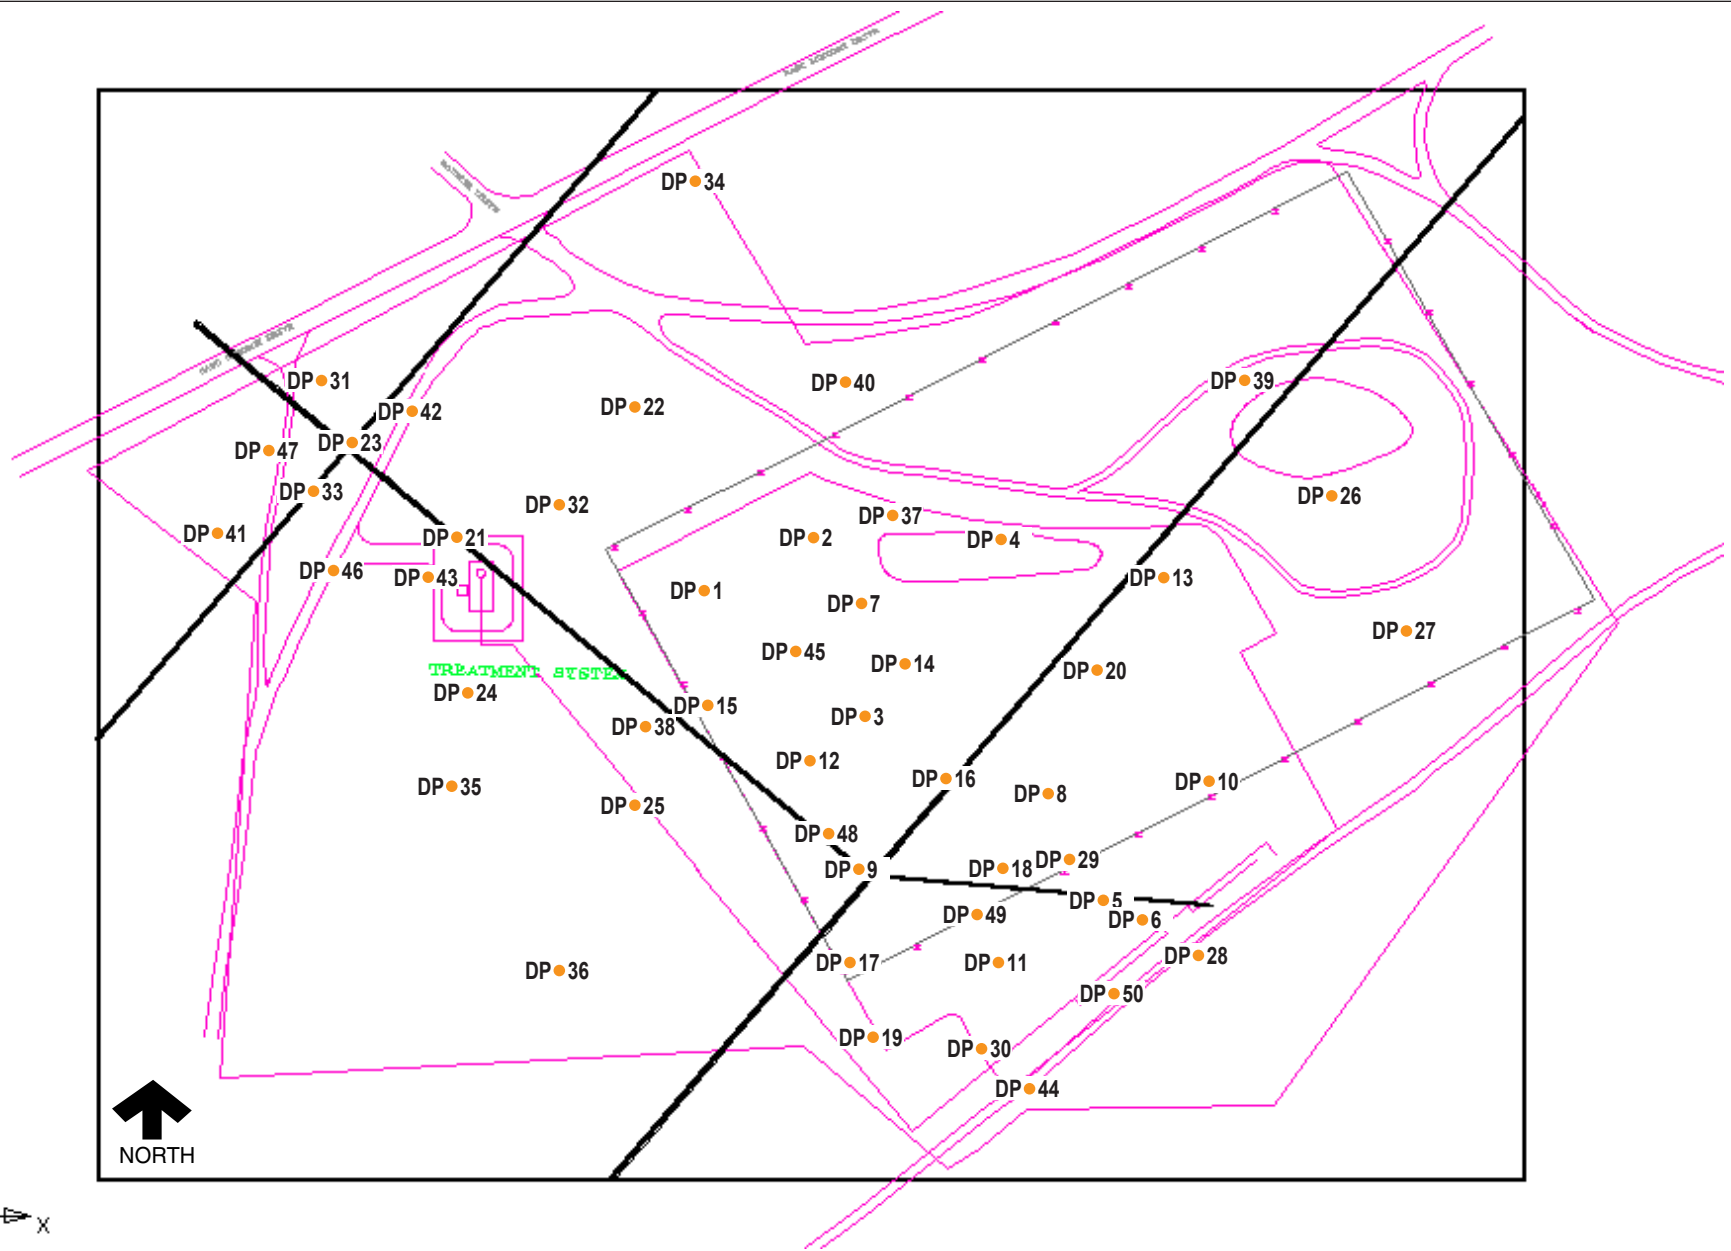 DP 34
DP 31
DP 40
DP 39
DP 22
DP 42
DP 23
DP 47
DP 33
DP 26
DP 32
DP 37
DP 41
DP 21
DP 2
DP 4
DP 46
DP 43
DP 13
DP 1
DP 7
DP 27
DP 45
DP 14
DP 20
TREATMENT SYSTEM
DP 24
DP 15
DP 3
DP 38
DP 12
DP 16
DP 10
DP 35
DP 8
DP 25
DP 48
DP 29
DP 18
DP 9
DP 5
DP 49
DP 6
DP 28
DP 17
DP 11
DP 36
DP 50
DP 19
DP 30
DP 44
NORTH
X